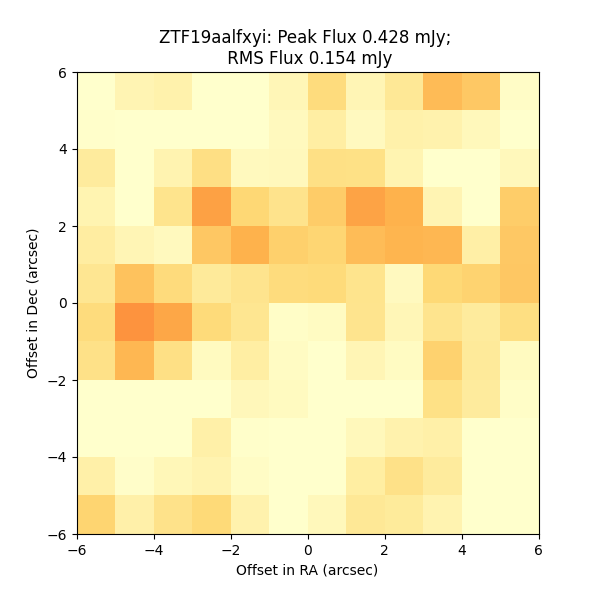 ZTF19aalfxyi: Peak Flux 0.428 mJy;
RMS Flux 0.154 mJy
6
4
2
0
−2
−4
−6
Offset in Dec (arcsec)
−6 −4 −2 0 2 4 6
Offset in RA (arcsec)